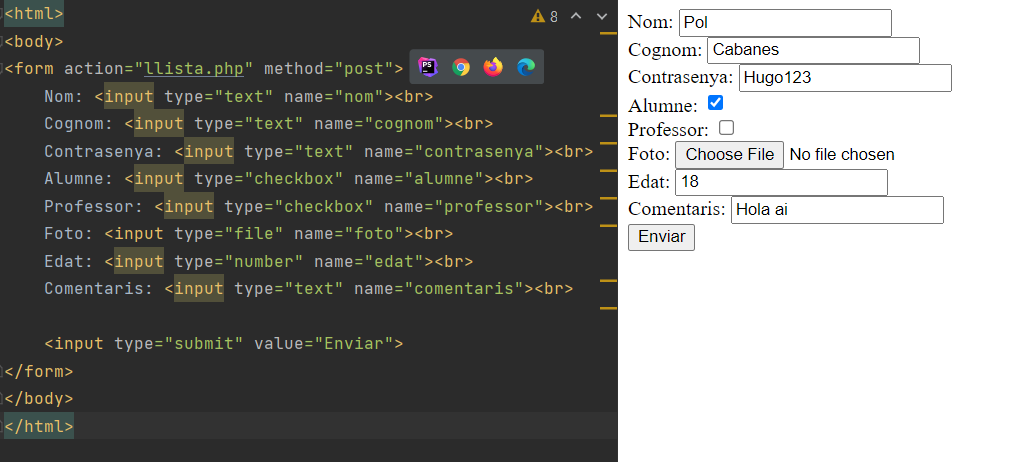 <html>
8
<body>
<form action="llista.php" method="post">
PS
Nom: <input type="text" name="nom"><br>
Cognom: <input type="text" name="cognom"><br>
Contrasenya: <input type="text" name="contrasenya"><br>
Alumne: <input type="checkbox" name="alumne"><br>
Professor: <input type="checkbox" name="professor"><br>
Foto: <input type="file" name="foto"><br>
Edat: <input type="number" name="edat"><br>
Comentaris: <input type="text" name="comentaris"><br>
<input type="submit" value="Enviar">
</form>
</body>
</html>
Nom: Pol
Cognom: Cabanes
Contrasenya: Hugo123
Alumne:
Professor:
Foto: Choose File No file chosen
Edat: 18
Comentaris: Hola ai
Enviar